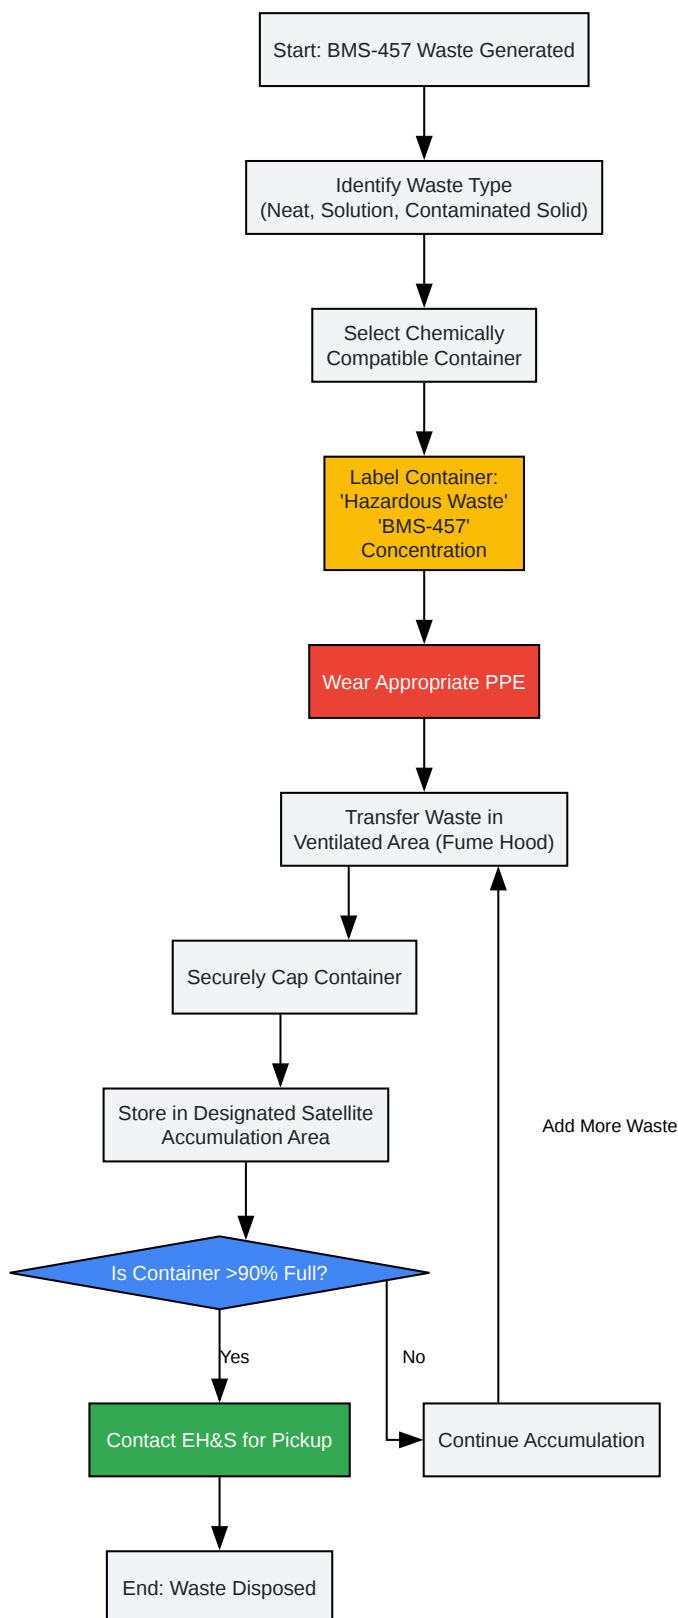 Start: BMS-457 Waste Generated
Identify Waste Type
(Neat, Solution, Contaminated Solid)
Select Chemically
Compatible Container
Label Container:
'Hazardous Waste'
'BMS-457'
Concentration
Wear Appropriate PPE
Transfer Waste in
Ventilated Area (Fume Hood)
Securely Cap Container
Store in Designated Satellite
Accumulation Area
Add More Waste
Is Container >90% Full?
Yes
No
Contact EH&S for Pickup
Continue Accumulation
End: Waste Disposed